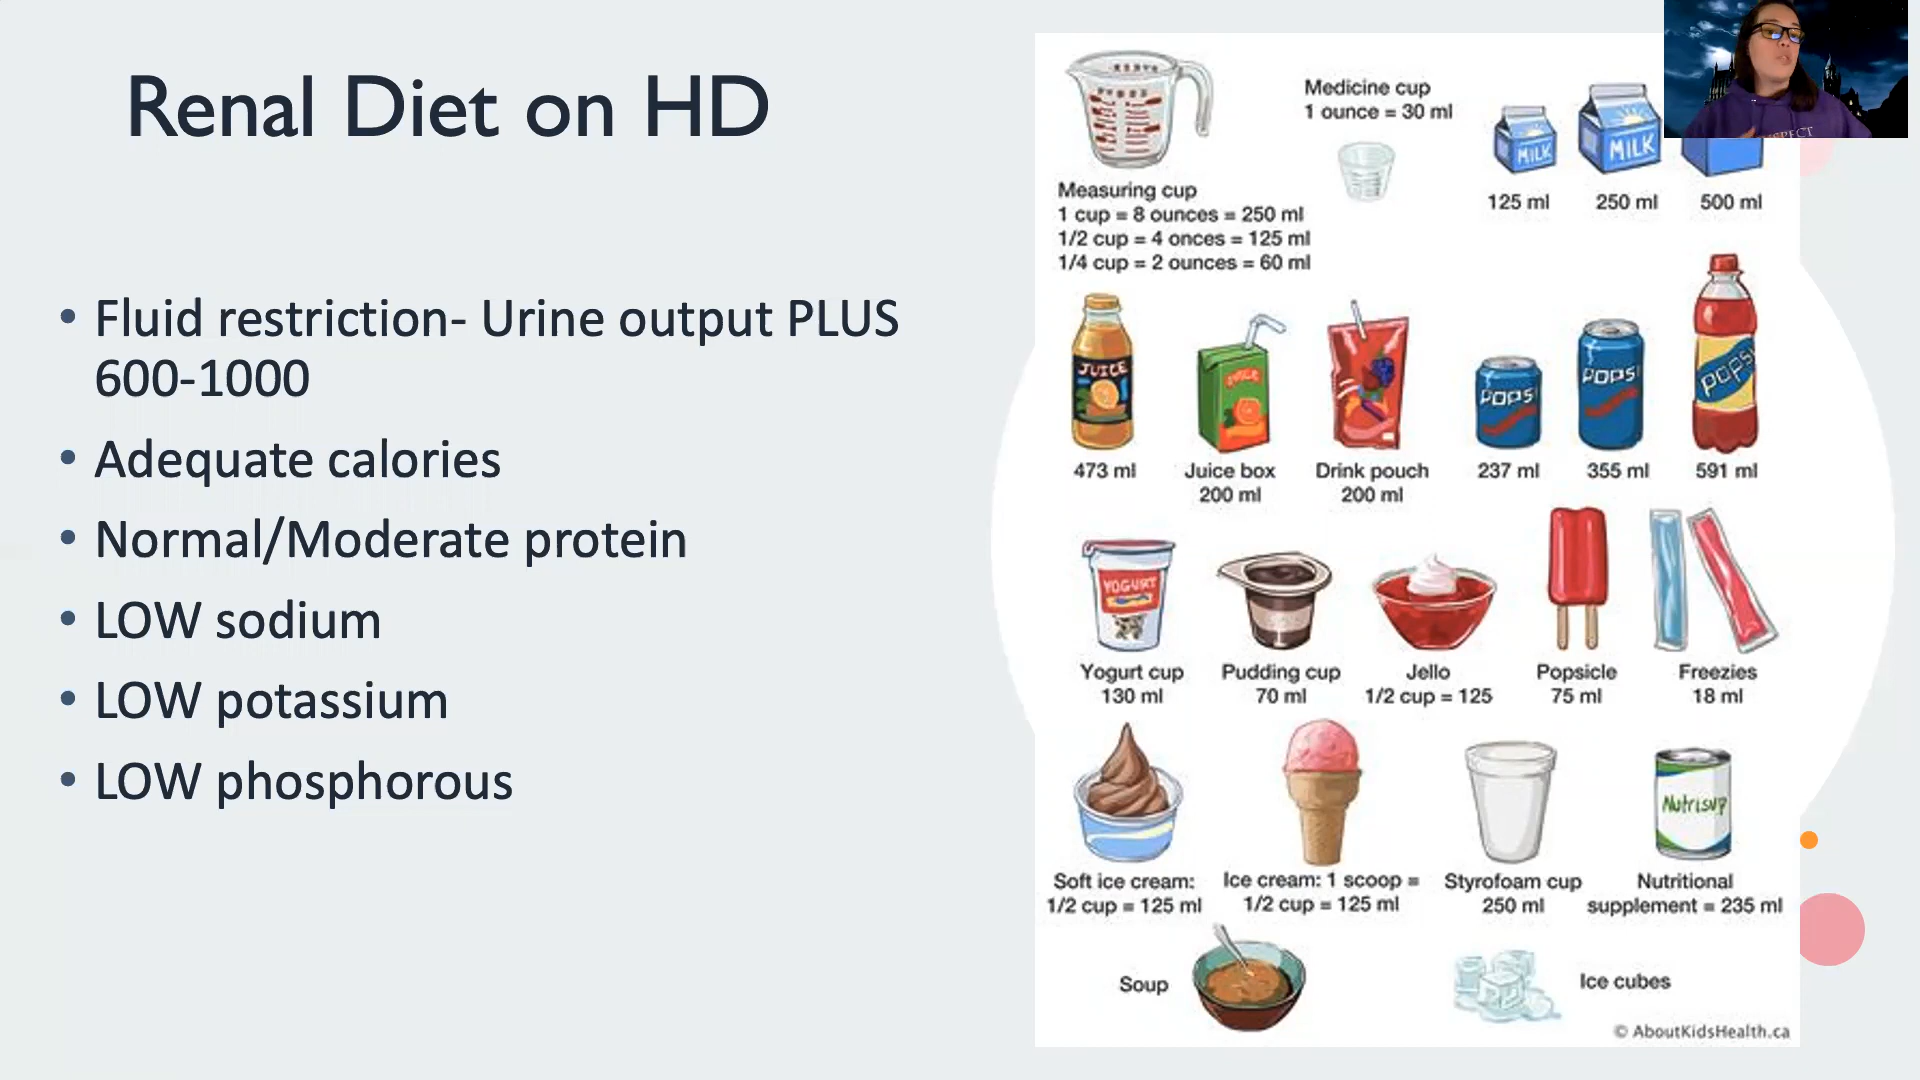 Renal Diet on HD
• Fluid restriction- Urine output PLUS
600-1000
• Adequate calories
• Normal/Moderate protein
• LOW sodium
• LOW potassium
• LOW phosphorous
Medicine cup
1 ounce = 30 ml
MILK
MILK
125 ml
250 ml
500 ml
Measuring cup
1 cup = 8 ounces = 250 ml
1/2 cup = 4 onces = 125 ml
1/4 cup = 2 ounces = 60 ml
JUICE
JUICE
POPS
POPS
POPS
473 ml
Juice box
200 ml
Drink pouch
200 ml
237 ml
355 ml
591 ml
YOGURT
Yogurt cup
130 ml
Pudding cup
70 ml
Jello
1/2 cup = 125
Popsicle
75 ml
Freezies
18 ml
Nutrisup
Soft ice cream:
1/2 cup = 125 ml
Ice cream: 1 scoop =
1/2 cup = 125 ml
Styrofoam cup
250 ml
Nutritional
supplement = 235 ml
Soup
Ice cubes
© AboutKidsHealth.ca